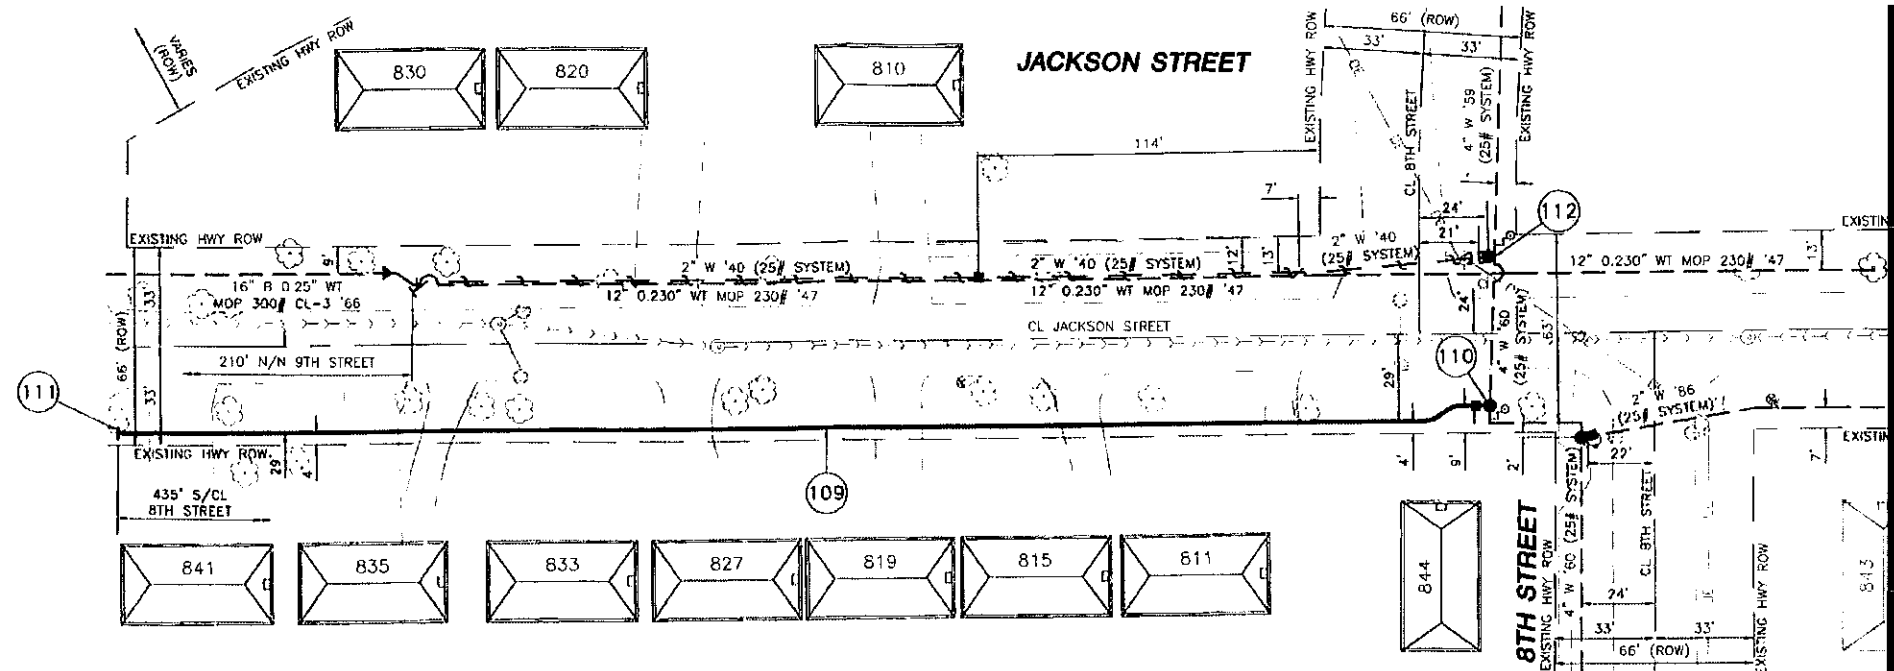 VARIES
(ROW)
EXISTING HWY ROW
830
820
810
JACKSON STREET
EXISTING HWY ROW
66' (ROW)
33'
33'
CL 8TH STREET
4" W '59
(25# SYSTEM)
EXISTING HWY ROW
114'
7'
24'
21'
112
EXISTING HWY ROW
9'
16" B 0.25" WT
MOP 300# CL-3 '66
2" W '40 (25# SYSTEM)
12" 0.230" WT MOP 230# '47
2" W '40 (25# SYSTEM)
12" 0.230" WT MOP 230# '47
12'
13'
2" W '40
(25# SYSTEM)
24'
12" 0.230" WT MOP 230# '47
13'
EXISTIN
66' (ROW)
33'
33'
210' N/N 9TH STREET
CL JACKSON STREET
29'
110
4" W '60
(25# SYSTEM)
63'
2" W '86
(25# SYSTEM)
111
EXISTING HWY ROW
29
4'
435' S/CL
8TH STREET
109
4'
9'
2'
22'
7'
EXISTIN
841
835
833
827
819
815
811
844
8TH STREET
EXISTING HWY ROW
4" W '60 (25# SYSTEM)
CL 8TH STREET
24'
33'
33'
66' (ROW)
EXISTING HWY ROW
843